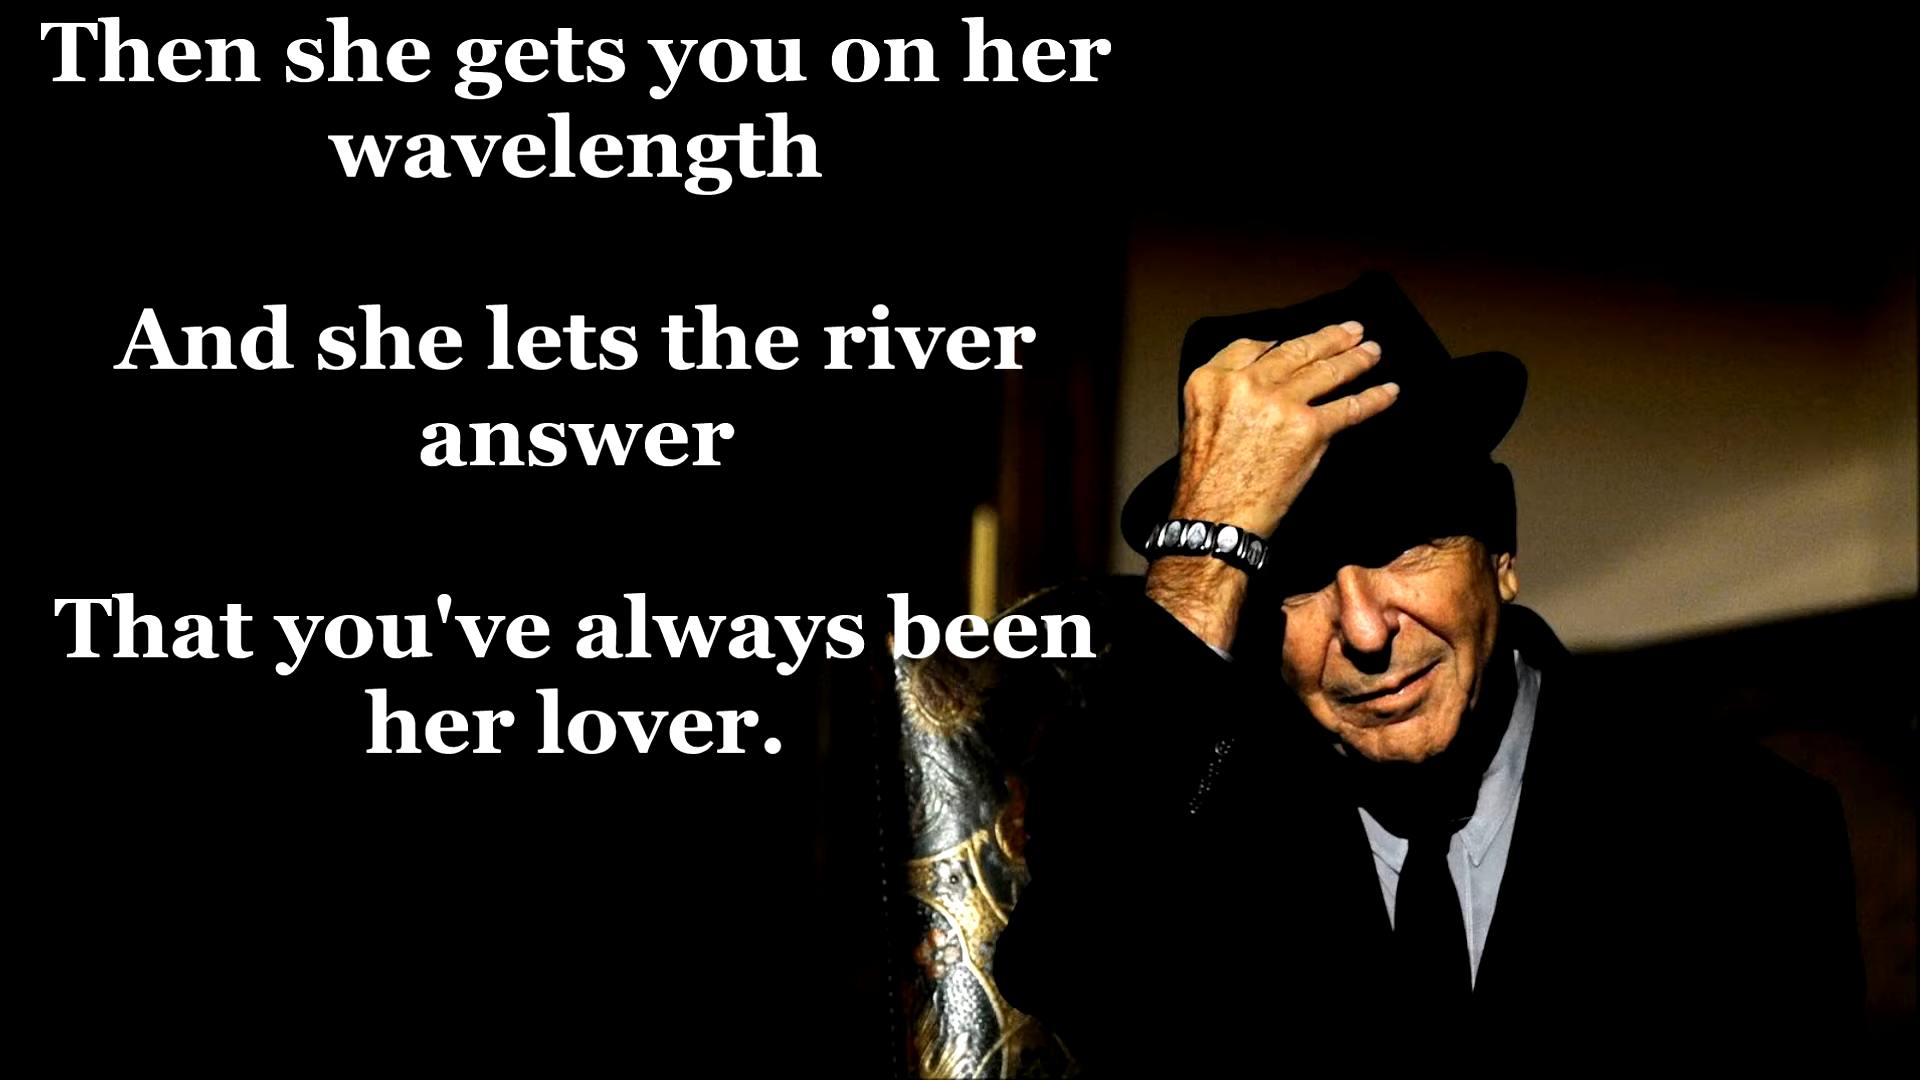 Then she gets you on her
wavelength
And she lets the river
answer
That you've always been
her lover.